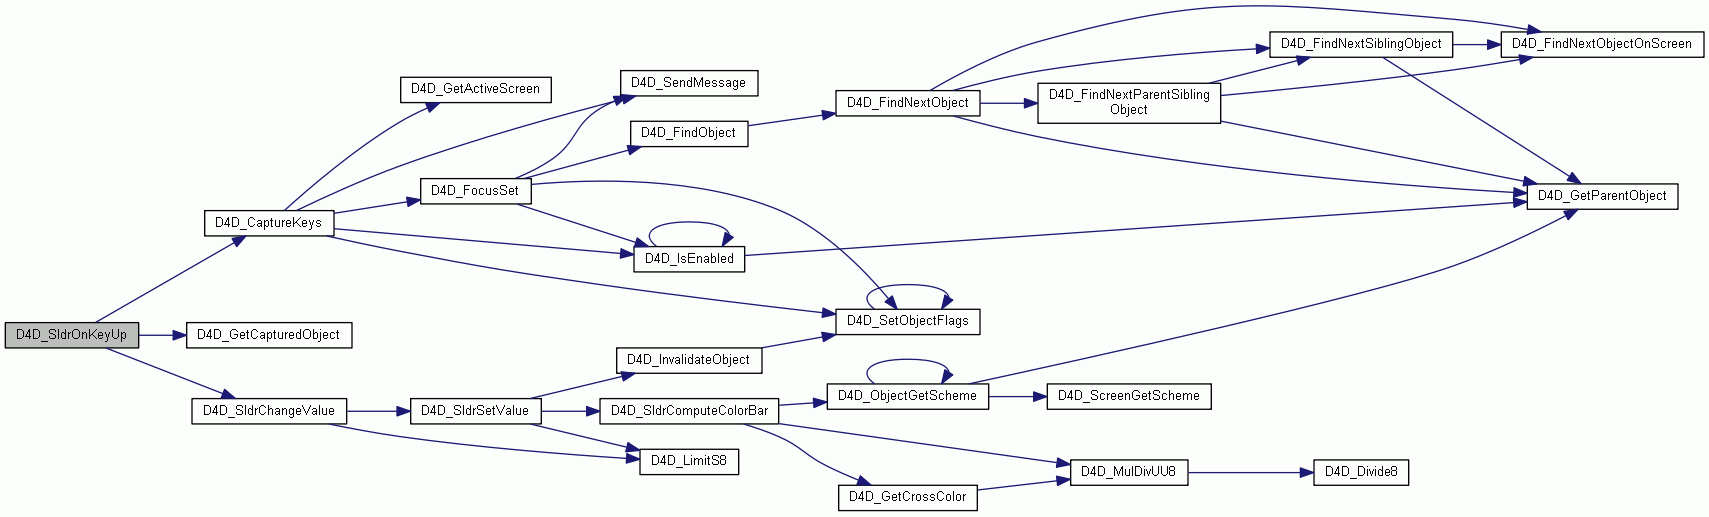 D4D_FindNextSiblingObject
D4D_FindNextObjectOnScreen
D4D_GetActiveScreen
D4D_SendMessage
D4D_FindNextObject
D4D_FindNextParentSibling
Object
D4D_FindObject
D4D_FocusSet
D4D_GetParentObject
D4D_CaptureKeys
D4D_IsEnabled
D4D_SetObjectFlags
D4D_SldrOnKeyUp
D4D_GetCapturedObject
D4D_InvalidateObject
D4D_ObjectGetScheme
D4D_ScreenGetScheme
D4D_SldrChangeValue
D4D_SldrSetValue
D4D_SldrComputeColorBar
D4D_LimitS8
D4D_MulDivUU8
D4D_Divide8
D4D_GetCrossColor